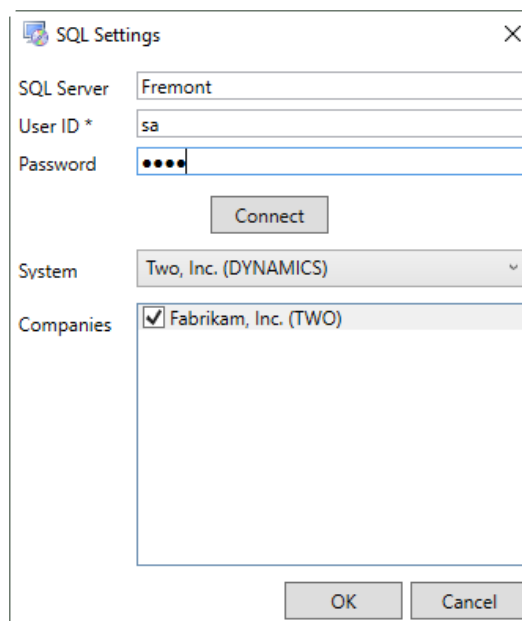 SQL Settings
SQL Server Fremont
User ID * sa
Password ••••
Connect
System Two, Inc. (DYNAMICS)
Companies Fabrikam, Inc. (TWO)
OK Cancel